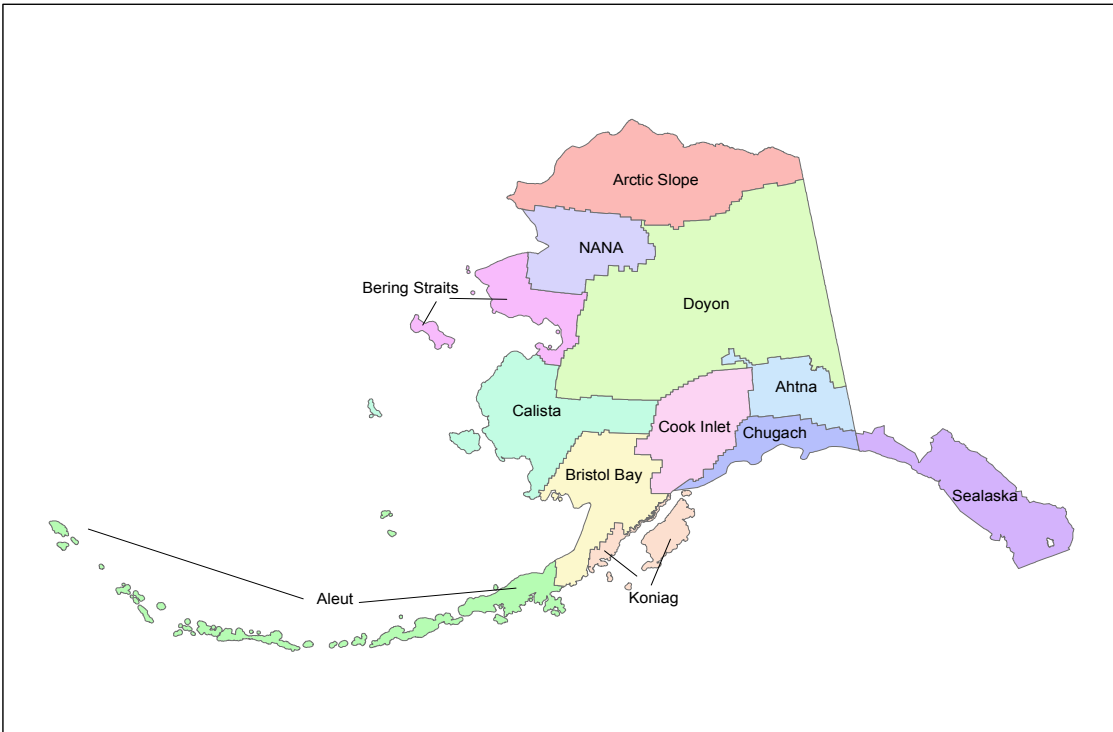 Arctic Slope
NANA
Bering Straits
Doyon
Ahtna
Calista
Cook Inlet
Chugach
Bristol Bay
Sealaska
Aleut
Koniag